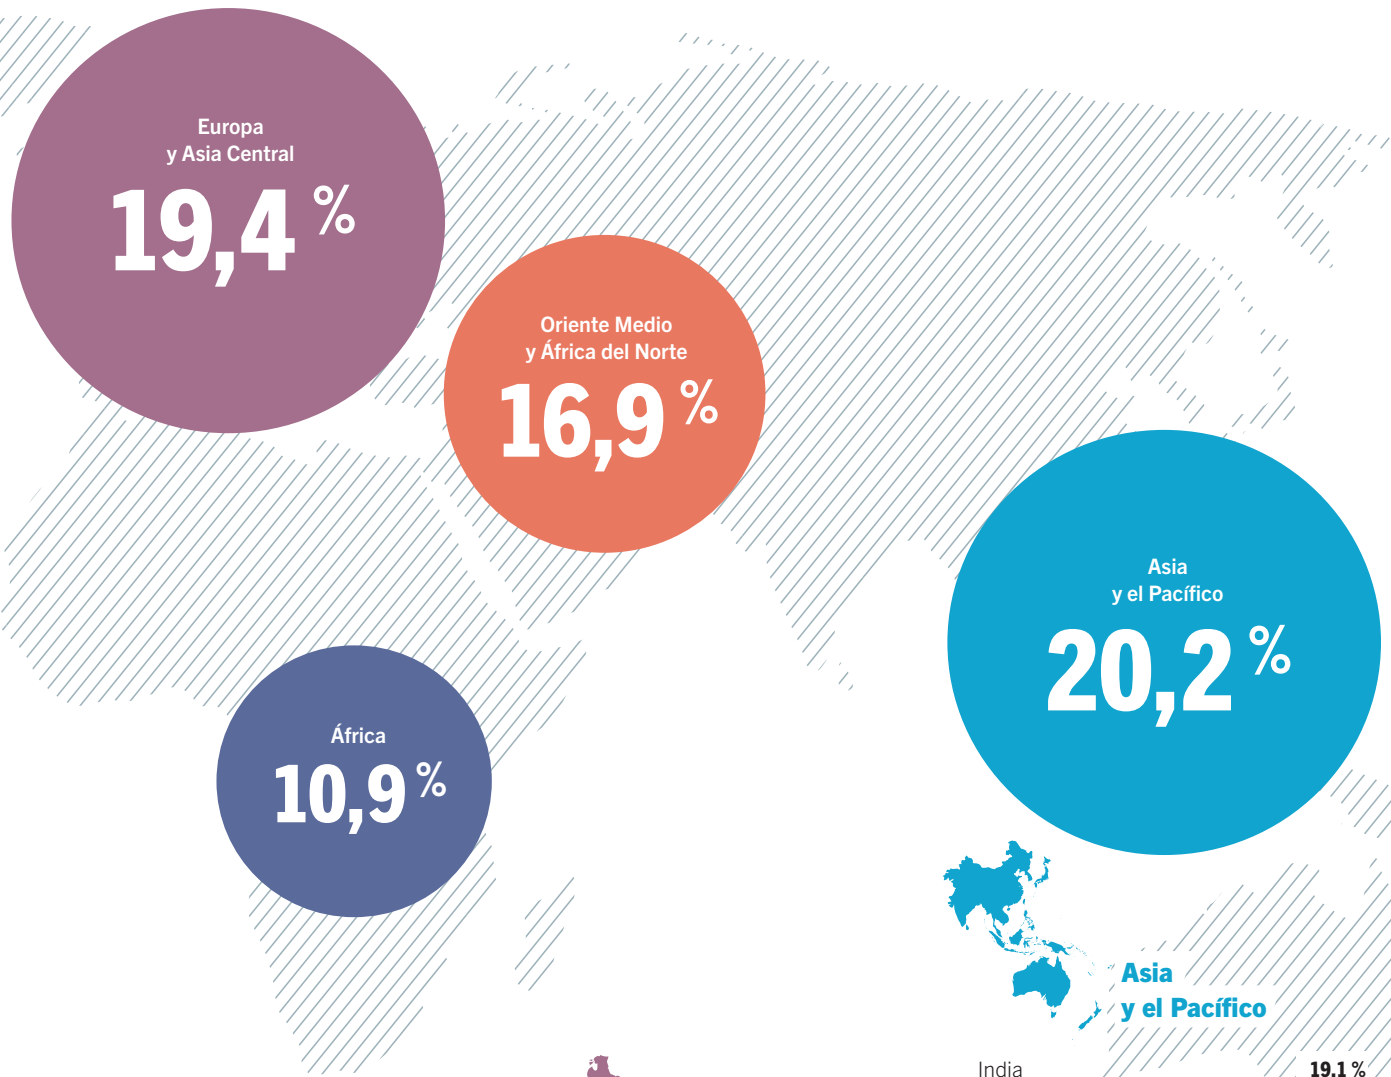 Europa
y Asia Central
19,4 %
Oriente Medio
y África del Norte
16,9 %
Asia
y el Pacífico
20,2 %
África
10,9 %
Asia
y el Pacífico
India 19.1 %